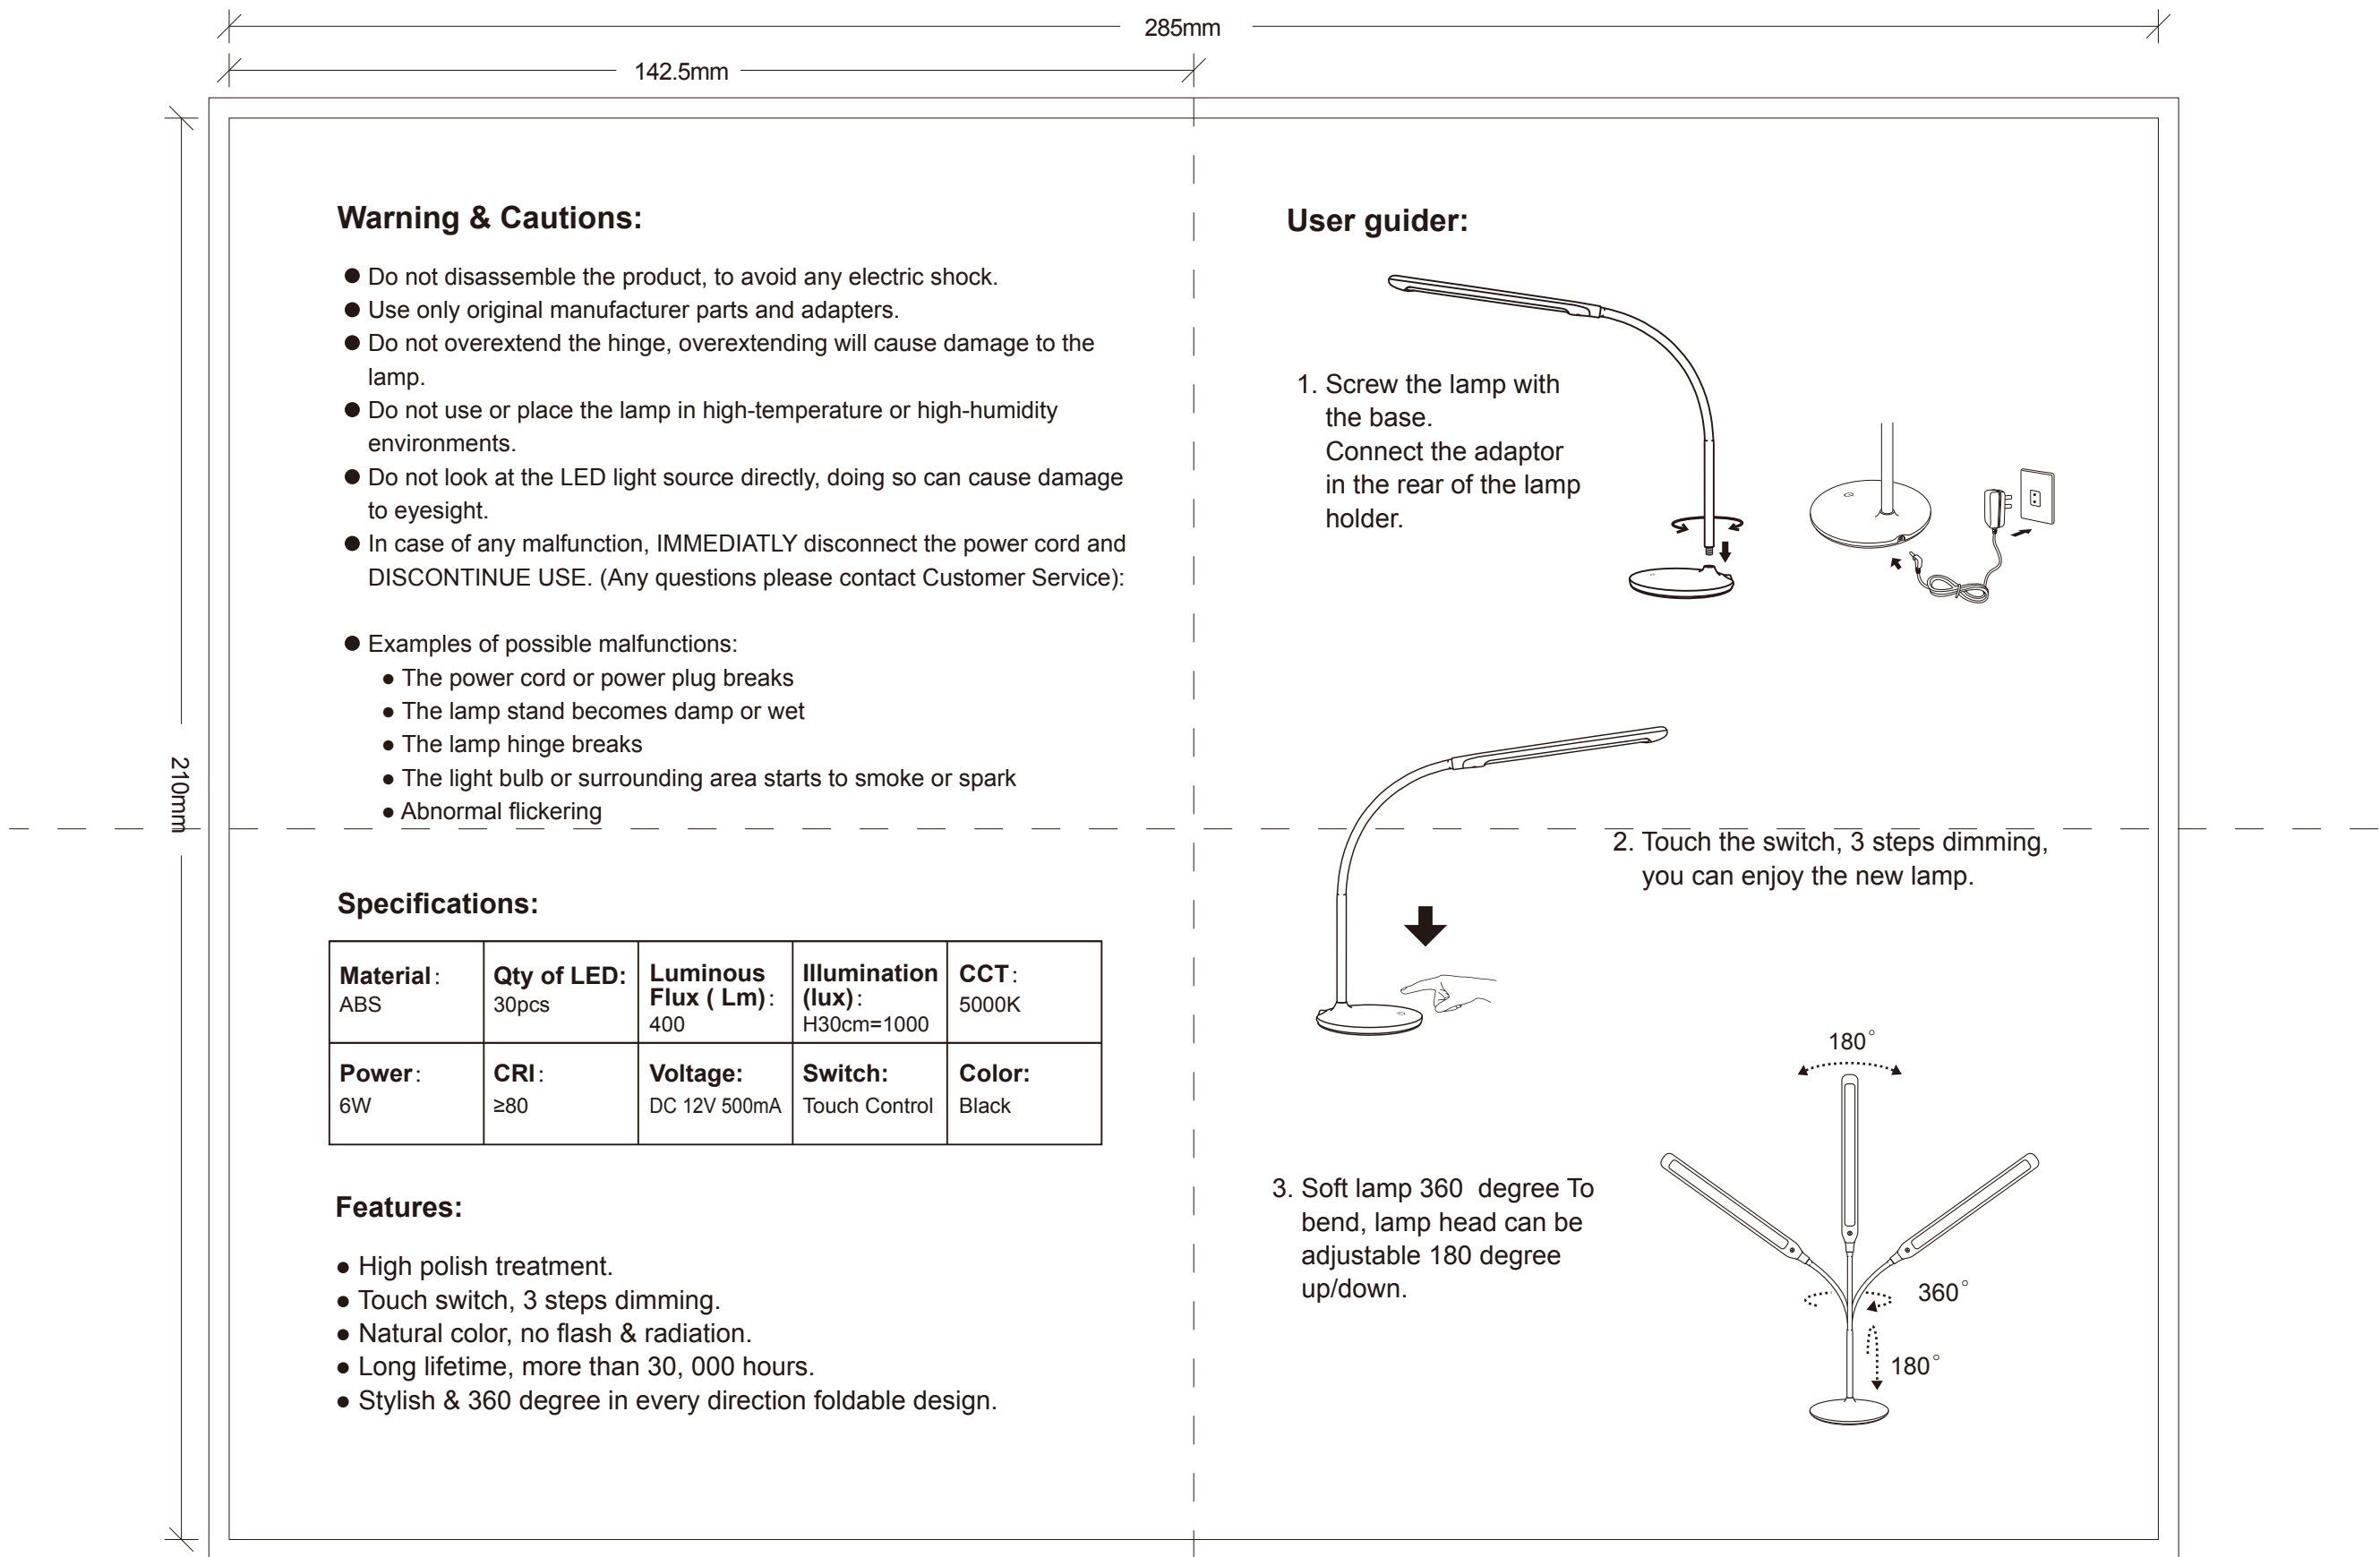 285mm
142.5mm
210mm
Warning & Cautions:
● Do not disassemble the product, to avoid any electric shock.
● Use only original manufacturer parts and adapters.
● Do not overextend the hinge, overextending will cause damage to the
lamp.
● Do not use or place the lamp in high-temperature or high-humidity
environments.
● Do not look at the LED light source directly, doing so can cause damage
to eyesight.
● In case of any malfunction, IMMEDIATLY disconnect the power cord and
DISCONTINUE USE. (Any questions please contact Customer Service):
● Examples of possible malfunctions:
● The power cord or power plug breaks
● The lamp stand becomes damp or wet
● The lamp hinge breaks
● The light bulb or surrounding area starts to smoke or spark
● Abnormal flickering
Specifications:
Material:
ABS
Qty of LED:
30pcs
Luminous
Flux ( Lm):
400
Illumination
(lux):
H30cm=1000
CCT:
5000K
Power:
6W
CRI:
≥80
Voltage:
DC 12V 500mA
Switch:
Touch Control
Color:
Black
Features:
● High polish treatment.
● Touch switch, 3 steps dimming.
● Natural color, no flash & radiation.
● Long lifetime, more than 30, 000 hours.
● Stylish & 360 degree in every direction foldable design.
User guider:
1. Screw the lamp with
the base.
Connect the adaptor
in the rear of the lamp
holder.
2. Touch the switch, 3 steps dimming,
you can enjoy the new lamp.
3. Soft lamp 360  degree To
bend, lamp head can be
adjustable 180 degree
up/down.
180°
360°
180°